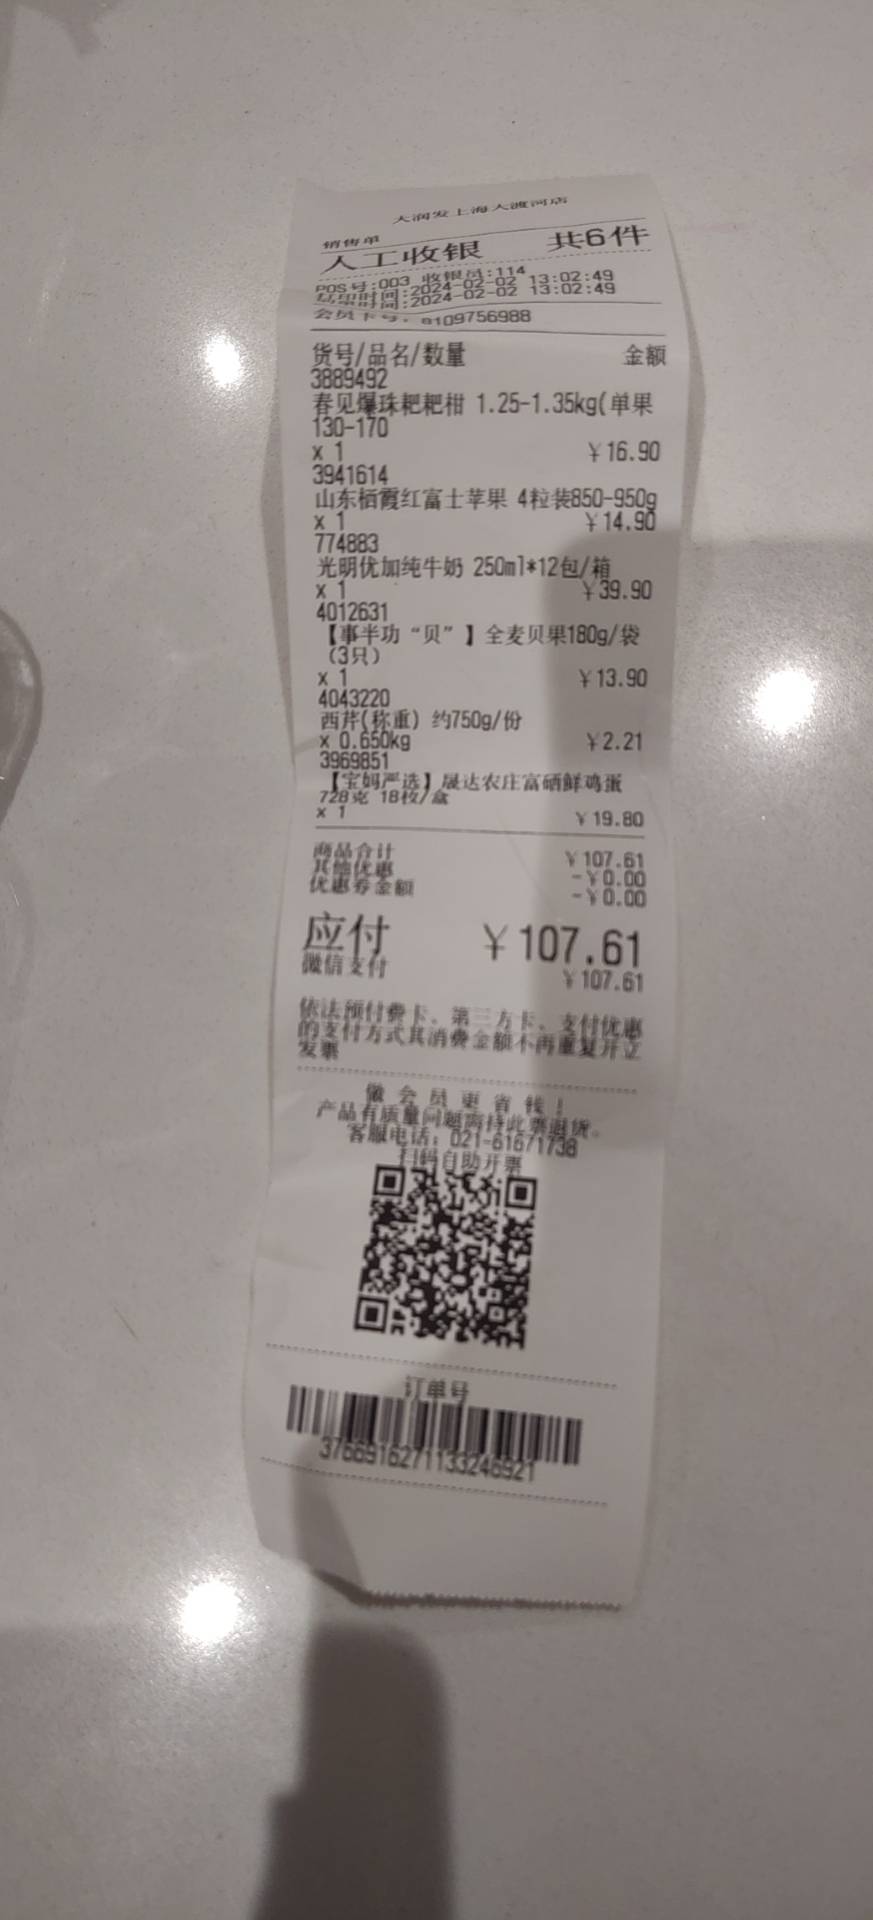 大润发上海大渡河店
销售单
人工收银 共6件
POS号:003 收银员:114
时间:2024-02-02 13:02:49
时间:2024-02-02 13:02:49
会员卡号: 8109756988
货号/品名/数量 金额
3889492
春见爆珠耙耙柑 1.25-1.35kg(单果
130-170
x 1 ¥16.90
3941614
山东栖霞红富士苹果 4粒装850-950g
x 1 ¥14.90
774883
光明优加纯牛奶 250ml*12包/箱
x 1 ¥39.90
4012631
【事半功“贝”】全麦贝果180g/袋
(3只)
x 1 ¥13.90
4043220
西芹(称重) 约750g/份
x 0.650kg ¥2.21
3969851
【宝妈严选】晟达农庄富硒鲜鸡蛋
728克 18枚/盒
x 1 ¥19.80
商品合计 ¥107.61
其他优惠 -¥0.00
优惠券金额 -¥0.00
应付 ¥107.61
微信支付 ¥107.61
依法预付费卡、第三方卡、支付优惠
的支付方式其消费金额不再重复开立
发票
做会员更省钱!
产品有质量问题需持此票退货。
客服电话: 021-61671738
扫码自助开票
订单号
3766916271133246921